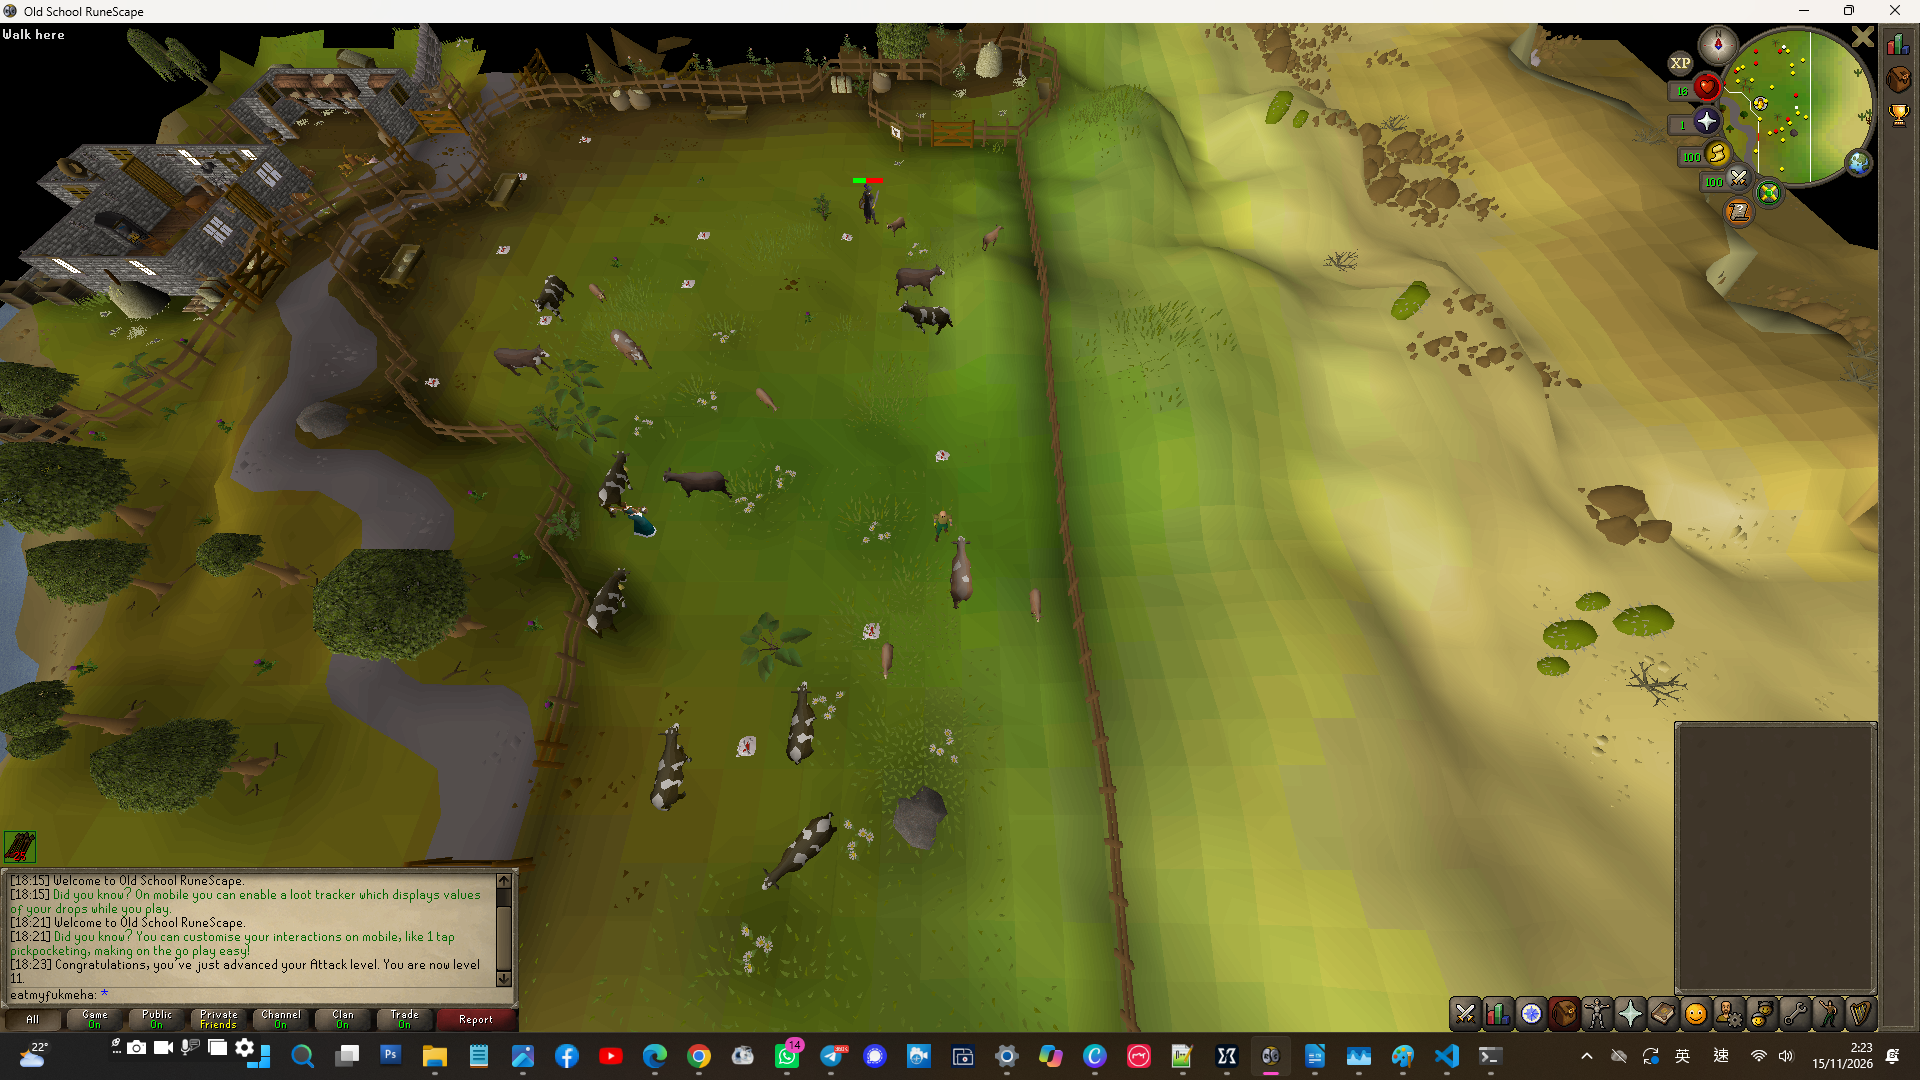 Old School RuneScape
Walk here
N
XP
16
1
100
100
23
[18:15] Welcome to Old School RuneScape.
[18:15] Did you know? On mobile you can enable a loot tracker which displays values
of your drops while you play.
[18:21] Welcome to Old School RuneScape.
[18:21] Did you know? You can customise your interactions on mobile, like 1 tap
pickpocketing, making on the go play easy!
[18:23] Congratulations, you've just advanced your Attack level. You are now level
11.
eatmyfukmeha: *
All
Game
On
Public
On
Private
Friends
Channel
On
Clan
On
Trade
On
Report
22°
Ps
14
英
速
2:23
15/11/2026